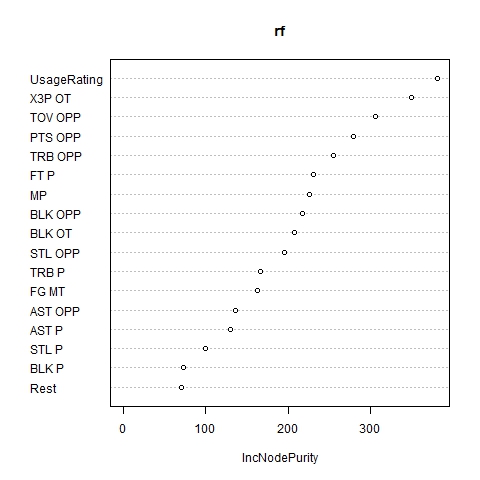 rf
UsageRating
X3P OT
TOV OPP
PTS OPP
TRB OPP
FT P
MP
BLK OPP
BLK OT
STL OPP
TRB P
FG MT
AST OPP
AST P
STL P
BLK P
Rest
0 100 200 300
IncNodePurity